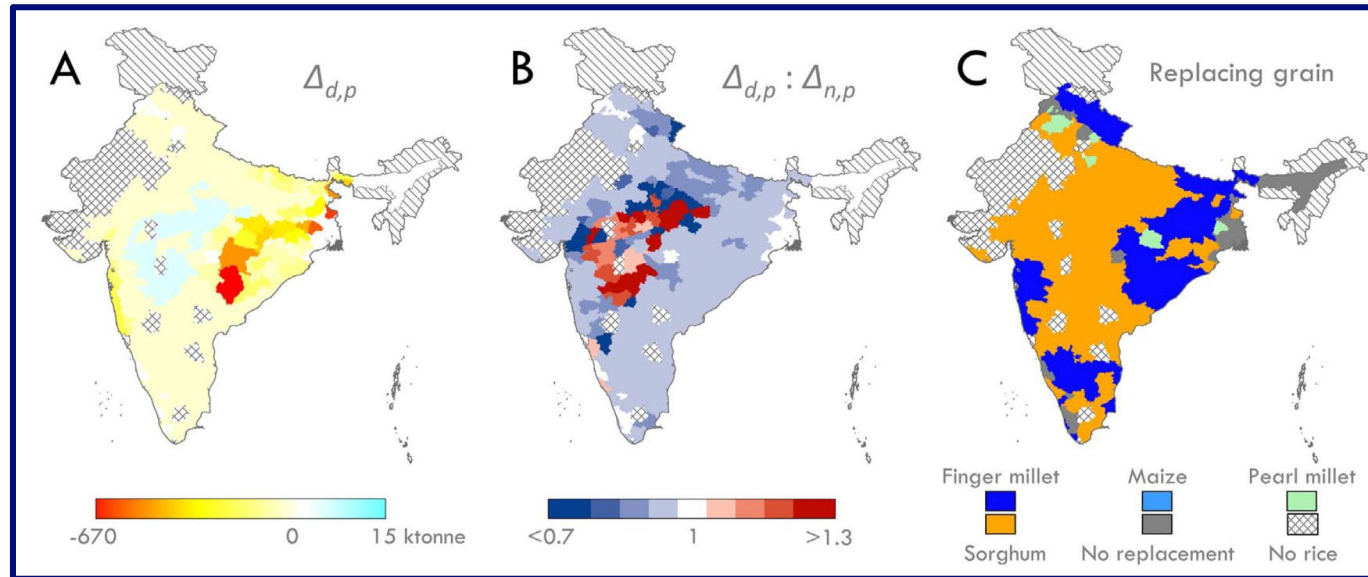 A
Δd,p
B
Δd,p : Δn,p
C
Replacing grain
-670 0 15 ktonne
<0.7 1 >1.3
Finger millet Maize Pearl millet
Sorghum No replacement No rice